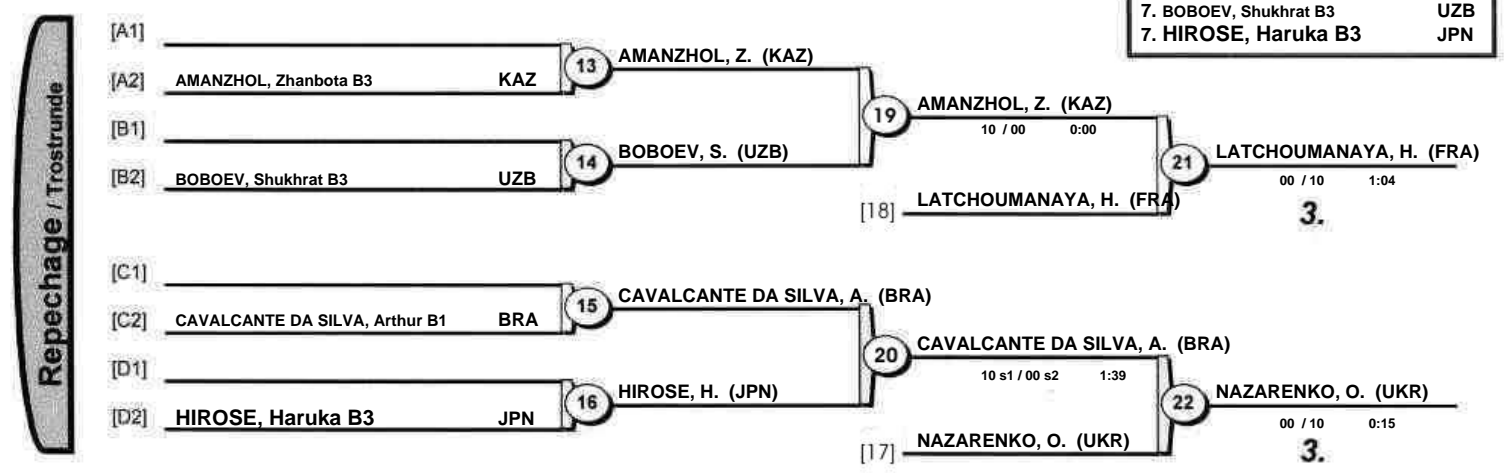 7. BOBOEV, Shukhrat B3 UZB
7. HIROSE, Haruka B3 JPN
Repechage / Trostrunde
[A1]
[A2] AMANZHOL, Zhanbota B3 KAZ
13
AMANZHOL, Z. (KAZ)
[B1]
[B2] BOBOEV, Shukhrat B3 UZB
14
BOBOEV, S. (UZB)
19
AMANZHOL, Z. (KAZ)
10 / 00 0:00
[18] LATCHOUMANAYA, H. (FRA)
21
LATCHOUMANAYA, H. (FRA)
00 / 10 1:04
3.
[C1]
[C2] CAVALCANTE DA SILVA, Arthur B1 BRA
15
CAVALCANTE DA SILVA, A. (BRA)
[D1]
[D2] HIROSE, Haruka B3 JPN
16
HIROSE, H. (JPN)
20
CAVALCANTE DA SILVA, A. (BRA)
10 s1 / 00 s2 1:39
[17] NAZARENKO, O. (UKR)
22
NAZARENKO, O. (UKR)
00 / 10 0:15
3.